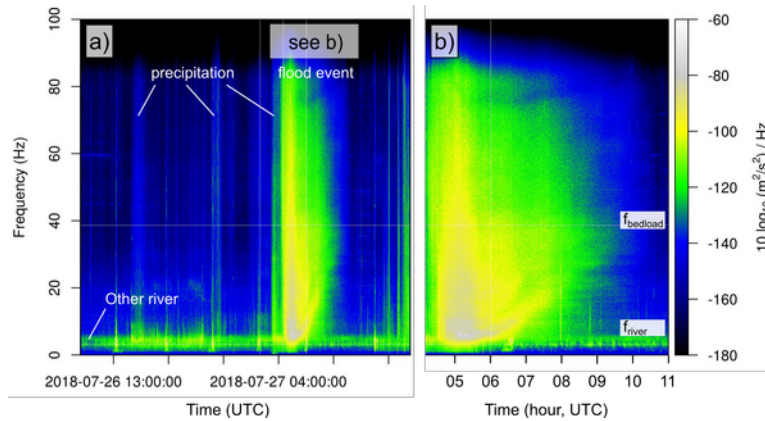 a)
see b)
b)
precipitation
flood event
Other river
f_bedload
f_river
Frequency (Hz)
100
80
60
40
20
0
2018-07-26 13:00:00
2018-07-27 04:00:00
Time (UTC)
05
06
07
08
09
10
11
Time (hour, UTC)
-60
-80
-100
-120
-140
-160
-180
10 log₁₀ (m²/s²) / Hz